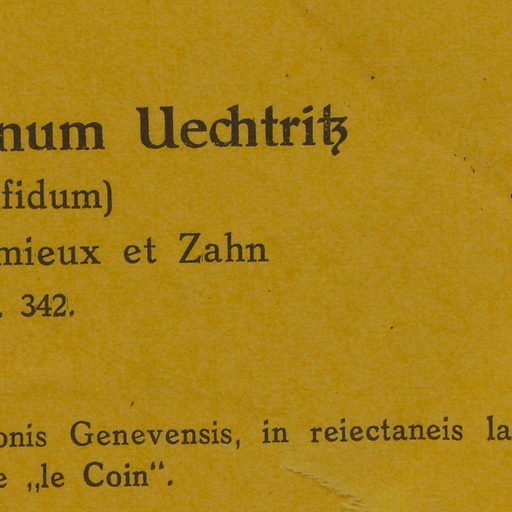 num Uechtritz
fidum)
mieux et Zahn
. 342.
onis Genevensis, in reiectaneis la
e „le Coin“.